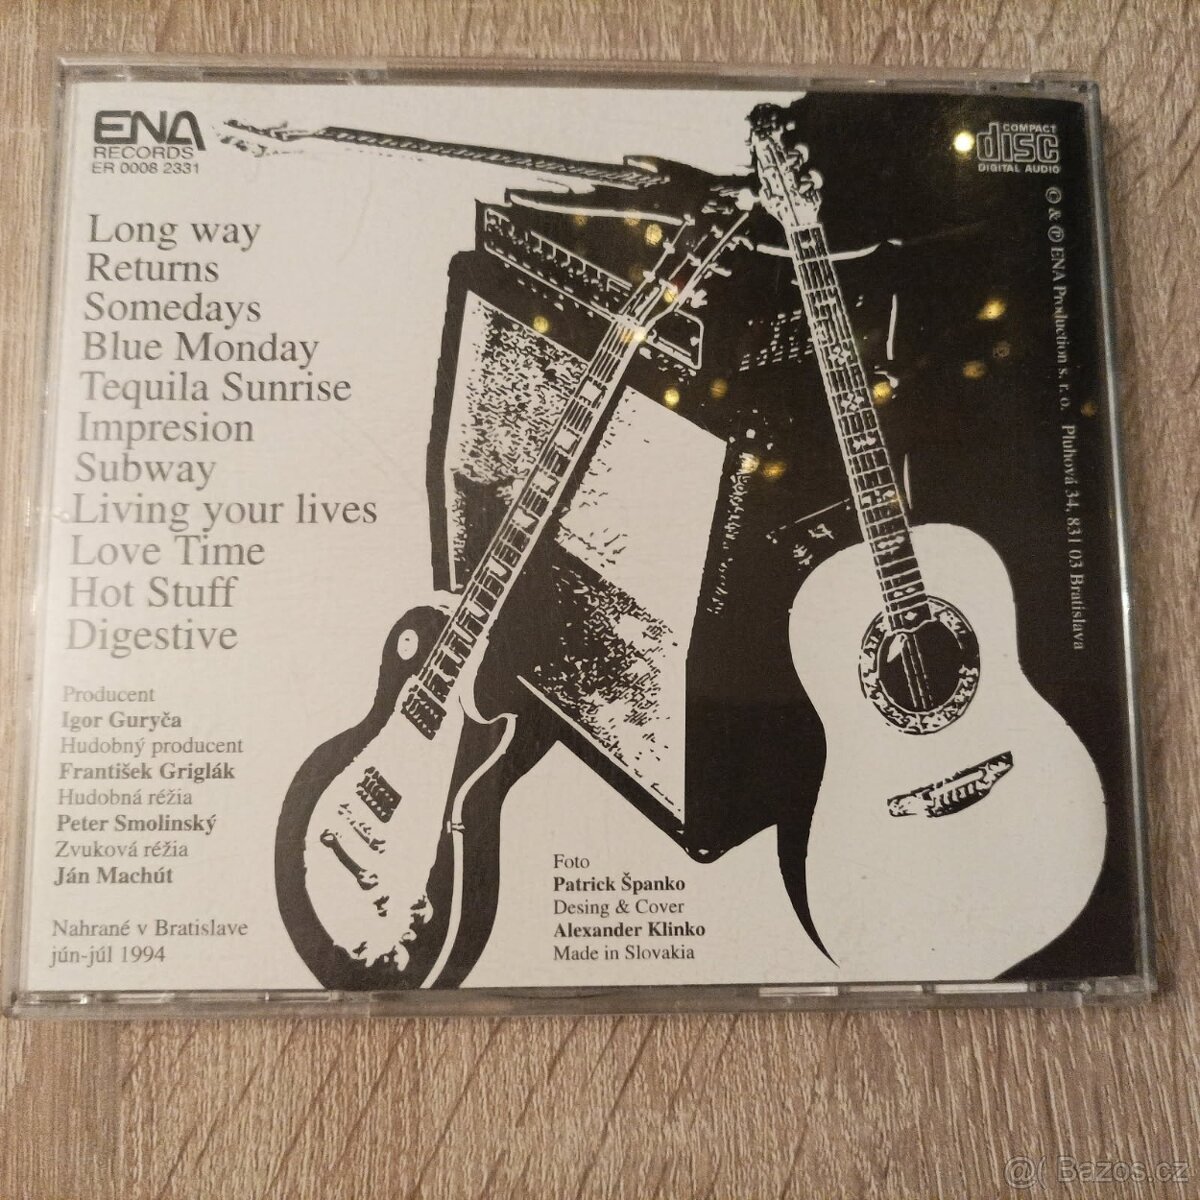 ENA
RECORDS
ER 0008 2331
COMPACT
disc
DIGITAL AUDIO
Long way
Returns
Somedays
Blue Monday
Tequila Sunrise
Impresion
Subway
Living your lives
Love Time
Hot Stuff
Digestive
Producent
Igor Guryča
Hudobný producent
František Griglák
Hudobná réžia
Peter Smolinský
Zvuková réžia
Ján Machút
Nahrané v Bratislave
jún-júl 1994
Foto
Patrick Španko
Desing & Cover
Alexander Klinko
Made in Slovakia
© & ℗ ENA Production s. r. o. Pluhová 34, 831 03 Bratislava
Bazos.cz